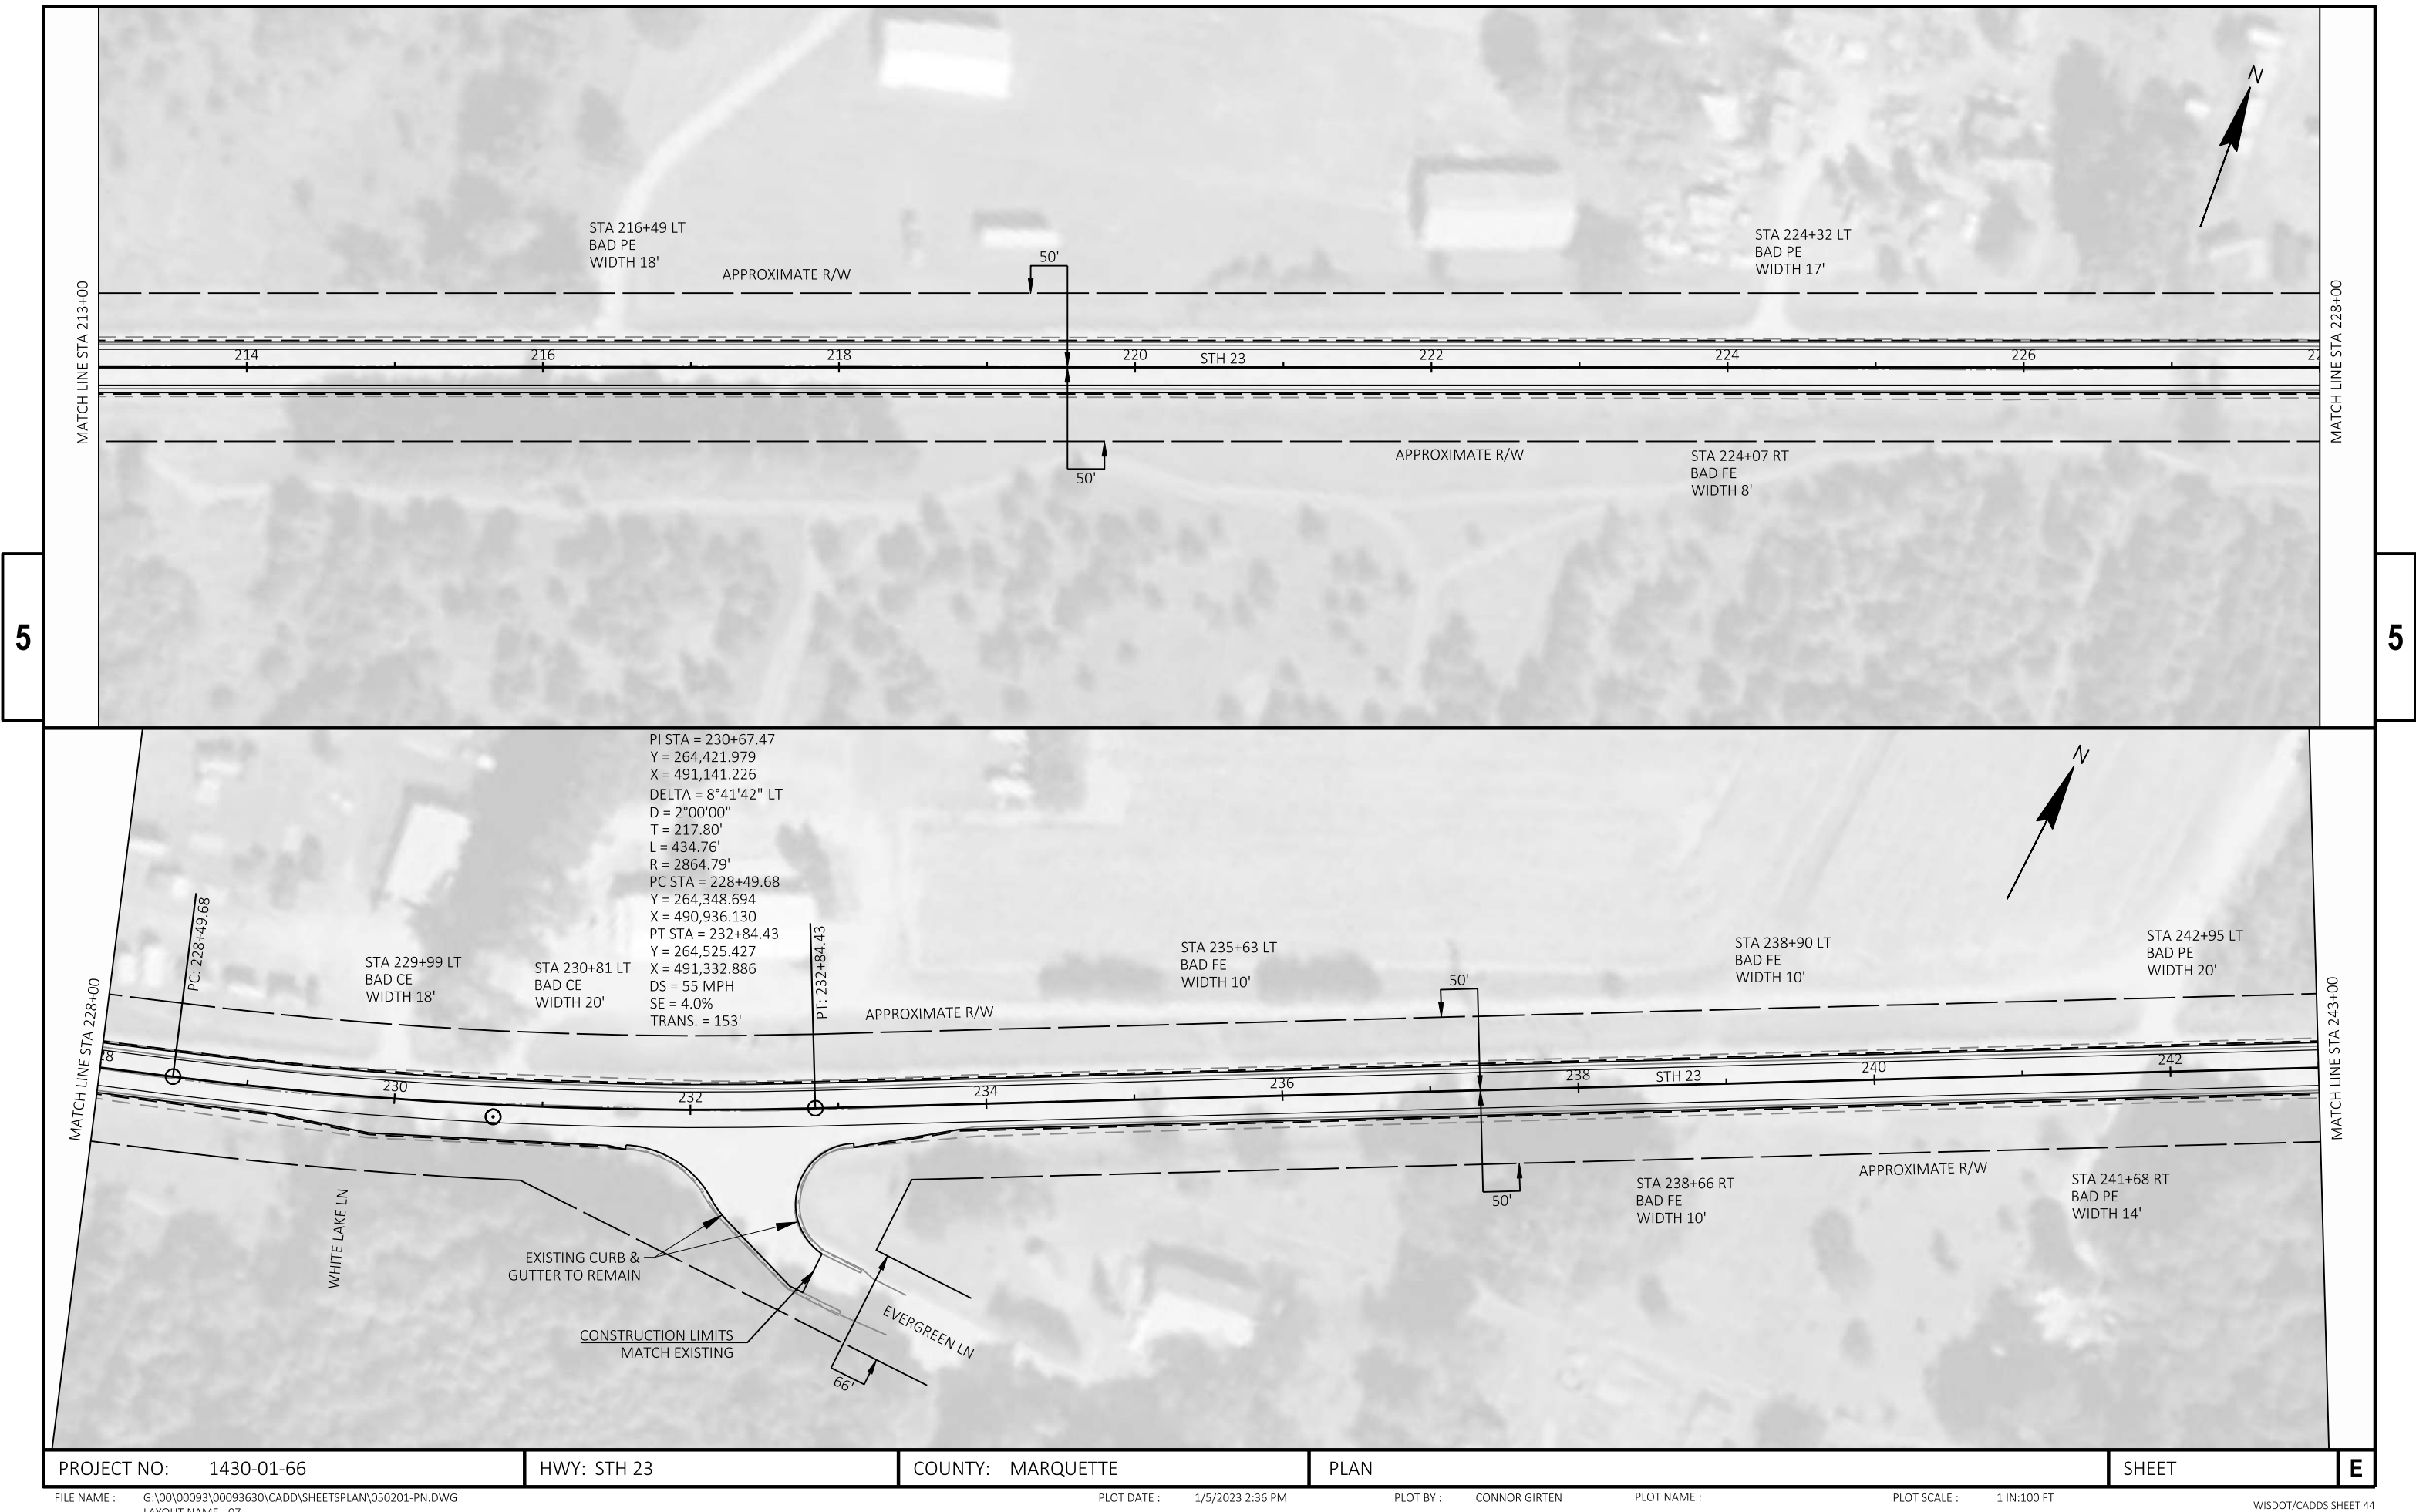 N
STA 216+49 LT
BAD PE
WIDTH 18'
APPROXIMATE R/W
50'
STA 224+32 LT
BAD PE
WIDTH 17'
MATCH LINE STA 213+00
MATCH LINE STA 228+00
214
216
218
220
STH 23
222
224
226
22
50'
APPROXIMATE R/W
STA 224+07 RT
BAD FE
WIDTH 8'
5
5
PI STA = 230+67.47
Y = 264,421.979
X = 491,141.226
DELTA = 8°41'42" LT
D = 2°00'00"
T = 217.80'
L = 434.76'
R = 2864.79'
PC STA = 228+49.68
Y = 264,348.694
X = 490,936.130
PT STA = 232+84.43
Y = 264,525.427
X = 491,332.886
DS = 55 MPH
SE = 4.0%
TRANS. = 153'
N
PC: 228+49.68
PT: 232+84.43
STA 229+99 LT
BAD CE
WIDTH 18'
STA 230+81 LT
BAD CE
WIDTH 20'
APPROXIMATE R/W
STA 235+63 LT
BAD FE
WIDTH 10'
50'
STA 238+90 LT
BAD FE
WIDTH 10'
STA 242+95 LT
BAD PE
WIDTH 20'
MATCH LINE STA 228+00
MATCH LINE STA 243+00
28
230
232
234
236
238
STH 23
240
242
WHITE LAKE LN
EXISTING CURB &
GUTTER TO REMAIN
CONSTRUCTION LIMITS
MATCH EXISTING
EVERGREEN LN
66'
50'
STA 238+66 RT
BAD FE
WIDTH 10'
APPROXIMATE R/W
STA 241+68 RT
BAD PE
WIDTH 14'
PROJECT NO: 1430-01-66
HWY: STH 23
COUNTY: MARQUETTE
PLAN
SHEET
E
FILE NAME : G:\00\00093\00093630\CADD\SHEETSPLAN\050201-PN.DWG
LAYOUT NAME - 07
PLOT DATE : 1/5/2023 2:36 PM
PLOT BY : CONNOR GIRTEN
PLOT NAME :
PLOT SCALE : 1 IN:100 FT
WISDOT/CADDS SHEET 44